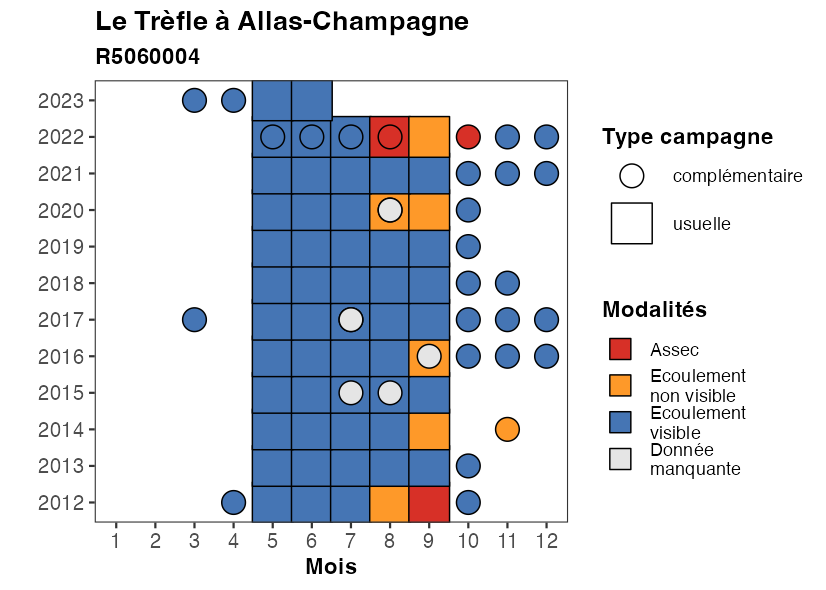 Le Trèfle à Allas-Champagne
R5060004
2023
2022
2021
2020
2019
2018
2017
2016
2015
2014
2013
2012
1 2 3 4 5 6 7 8 9 10 11 12
Mois
Type campagne
complémentaire
usuelle
Modalités
Assec
Ecoulement
non visible
Ecoulement
visible
Donnée
manquante